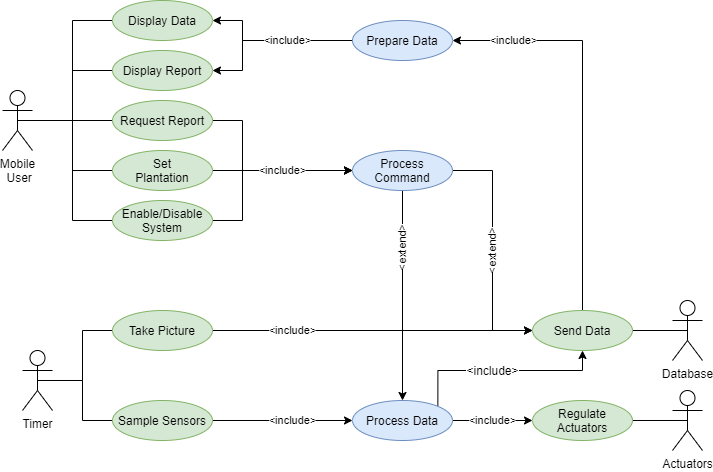 Display Data
<include>
Prepare Data
<include>
Display Report
Request Report
Mobile
User
Set
Plantation
<include>
Process
Command
Enable/Disable
System
<extend>
<extend>
Take Picture
<include>
Send Data
Database
Timer
<include>
Sample Sensors
<include>
Process Data
<include>
Regulate
Actuators
Actuators